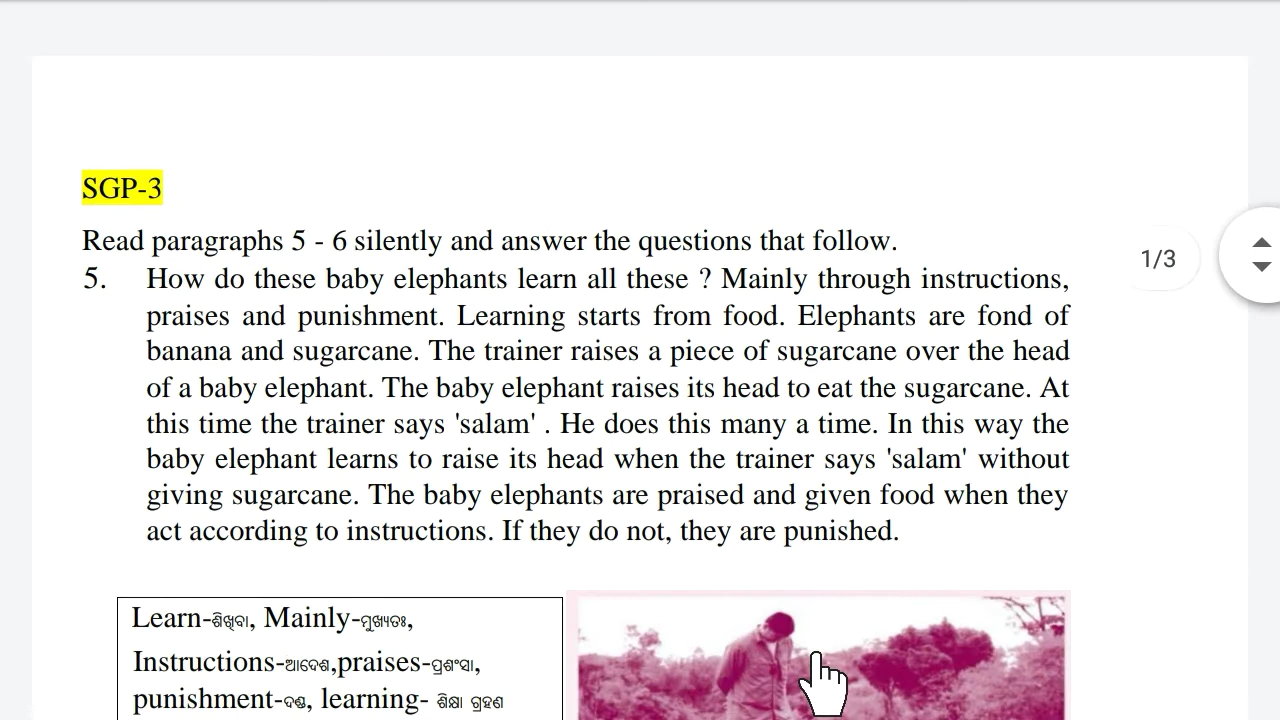 SGP-3
Read paragraphs 5 - 6 silently and answer the questions that follow.
5. How do these baby elephants learn all these ? Mainly through instructions,
praises and punishment. Learning starts from food. Elephants are fond of
banana and sugarcane. The trainer raises a piece of sugarcane over the head
of a baby elephant. The baby elephant raises its head to eat the sugarcane. At
this time the trainer says 'salam' . He does this many a time. In this way the
baby elephant learns to raise its head when the trainer says 'salam' without
giving sugarcane. The baby elephants are praised and given food when they
act according to instructions. If they do not, they are punished.
1/3
Learn-ଶିଖିବା, Mainly-ମୁଖ୍ୟତଃ,
Instructions-ଆଦେଶ,praises-ପ୍ରଶଂସା,
punishment-ଦଣ୍ଡ, learning- ଶିକ୍ଷା ଗ୍ରହଣ